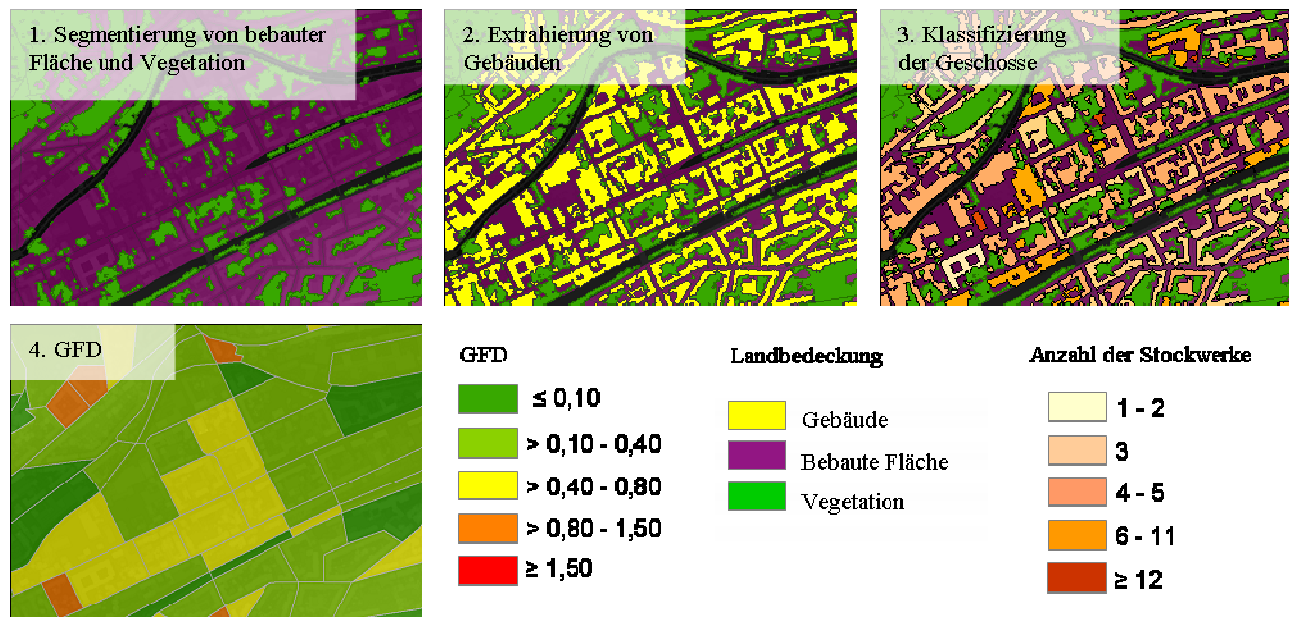 1. Segmentierung von bebauter
Fläche und Vegetation
2. Extrahierung von
Gebäuden
3. Klassifizierung
der Geschosse
4. GFD
GFD
≤ 0,10
> 0,10 - 0,40
> 0,40 - 0,80
> 0,80 - 1,50
≥ 1,50
Landbedeckung
Gebäude
Bebaute Fläche
Vegetation
Anzahl der Stockwerke
1 - 2
3
4 - 5
6 - 11
≥ 12